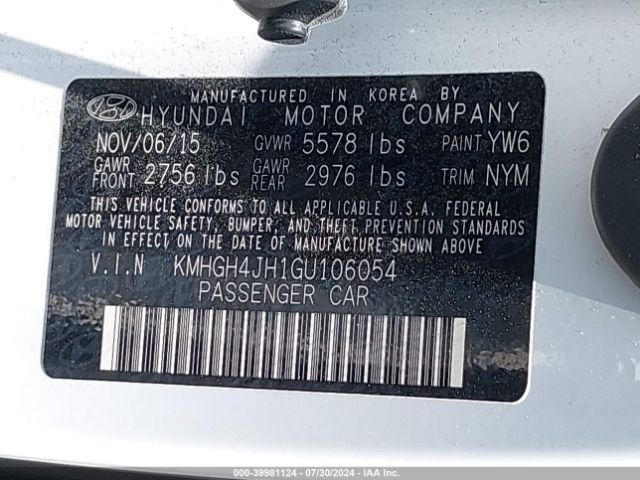 MANUFACTURED IN KOREA BY
HYUNDAI MOTOR COMPANY
NOV/06/15 GVWR 5578 lbs PAINT YW6
GAWR FRONT 2756 lbs GAWR REAR 2976 lbs TRIM NYM
THIS VEHICLE CONFORMS TO ALL APPLICABLE U.S.A. FEDERAL
MOTOR VEHICLE SAFETY, BUMPER, AND THEFT PREVENTION STANDARDS
IN EFFECT ON THE DATE OF MANUFACTURE SHOWN ABOVE
V.I.N KMHGH4JH1GU106054
PASSENGER CAR
000-39981124 | 07/30/2024 - IAA, Inc.